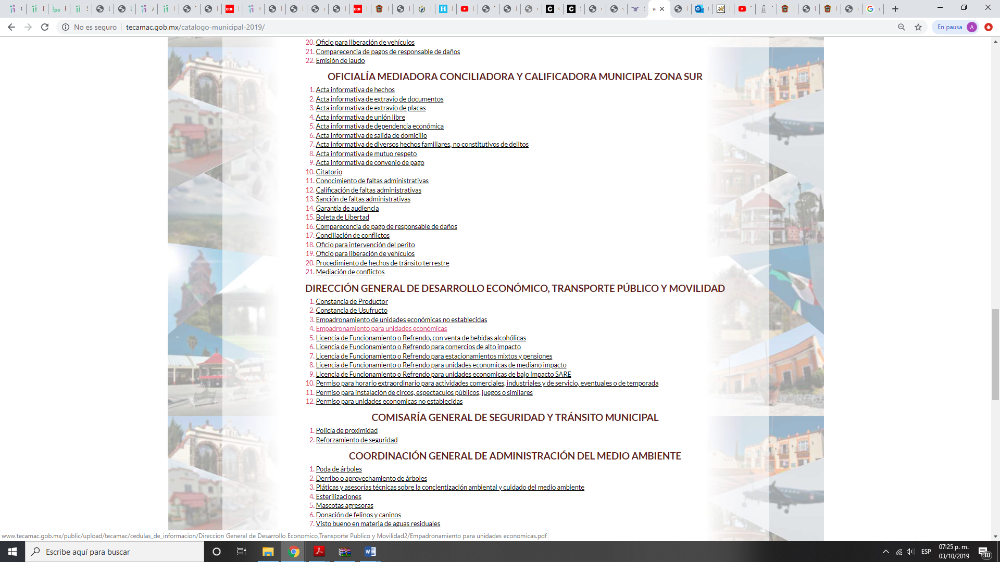 No es seguro
tecamac.gob.mx/catalogo-municipal-2019/
En pausa
A
20. Oficio para liberación de vehículos
21. Comparecencia de pagos de responsable de daños
22. Emisión de laudo
OFICIALÍA MEDIADORA CONCILIADORA Y CALIFICADORA MUNICIPAL ZONA SUR
1. Acta informativa de hechos
2. Acta informativa de extravío de documentos
3. Acta informativa de extravío de placas
4. Acta informativa de unión libre
5. Acta informativa de dependencia económica
6. Acta informativa de salida de domicilio
7. Acta informativa de diversos hechos familiares, no constitutivos de delitos
8. Acta informativa de mutuo respeto
9. Acta informativa de convenio de pago
10. Citatorio
11. Conocimiento de faltas administrativas
12. Calificación de faltas administrativas
13. Sanción de faltas administrativas
14. Garantía de audiencia
15. Boleta de Libertad
16. Comparecencia de pago de responsable de daños
17. Conciliación de conflictos
18. Oficio para intervención del perito
19. Oficio para liberación de vehículos
20. Procedimiento de hechos de tránsito terrestre
21. Mediación de conflictos
DIRECCIÓN GENERAL DE DESARROLLO ECONÓMICO, TRANSPORTE PÚBLICO Y MOVILIDAD
1. Constancia de Productor
2. Constancia de Usufructo
3. Empadronamiento de unidades económicas no establecidas
4. Empadronamiento para unidades económicas
5. Licencia de Funcionamiento o Refrendo, con venta de bebidas alcohólicas
6. Licencia de Funcionamiento o Refrendo para comercios de alto impacto
7. Licencia de Funcionamiento o Refrendo para estacionamientos mixtos y pensiones
8. Licencia de Funcionamiento o Refrendo para unidades economicas de mediano impacto
9. Licencia de Funcionamiento o Refrendo para unidades economicas de bajo impacto SARE
10. Permiso para horario extraordinario para actividades comerciales, industriales y de servicio, eventuales o de temporada
11. Permiso para instalación de circos, espectaculos públicos, juegos o similares
12. Permiso para unidades economicas no establecidas
COMISARÍA GENERAL DE SEGURIDAD Y TRÁNSITO MUNICIPAL
1. Policía de proximidad
2. Reforzamiento de seguridad
COORDINACIÓN GENERAL DE ADMINISTRACIÓN DEL MEDIO AMBIENTE
1. Poda de árboles
2. Derribo o aprovechamiento de árboles
3. Pláticas y asesorías técnicas sobre la concientización ambiental y cuidado del medio ambiente
4. Esterilizaciones
5. Mascotas agresoras
6. Donación de felinos y caninos
7. Visto bueno en materia de aguas residuales
www.tecamac.gob.mx/public/upload/tecamac/cedulas_de_informacion/Direccion General de Desarrollo Economico,Transporte Publico y Movilidad2/Empadronamiento para unidades economicas.pdf
Escribe aquí para buscar
ESP
07:25 p. m.
03/10/2019
30